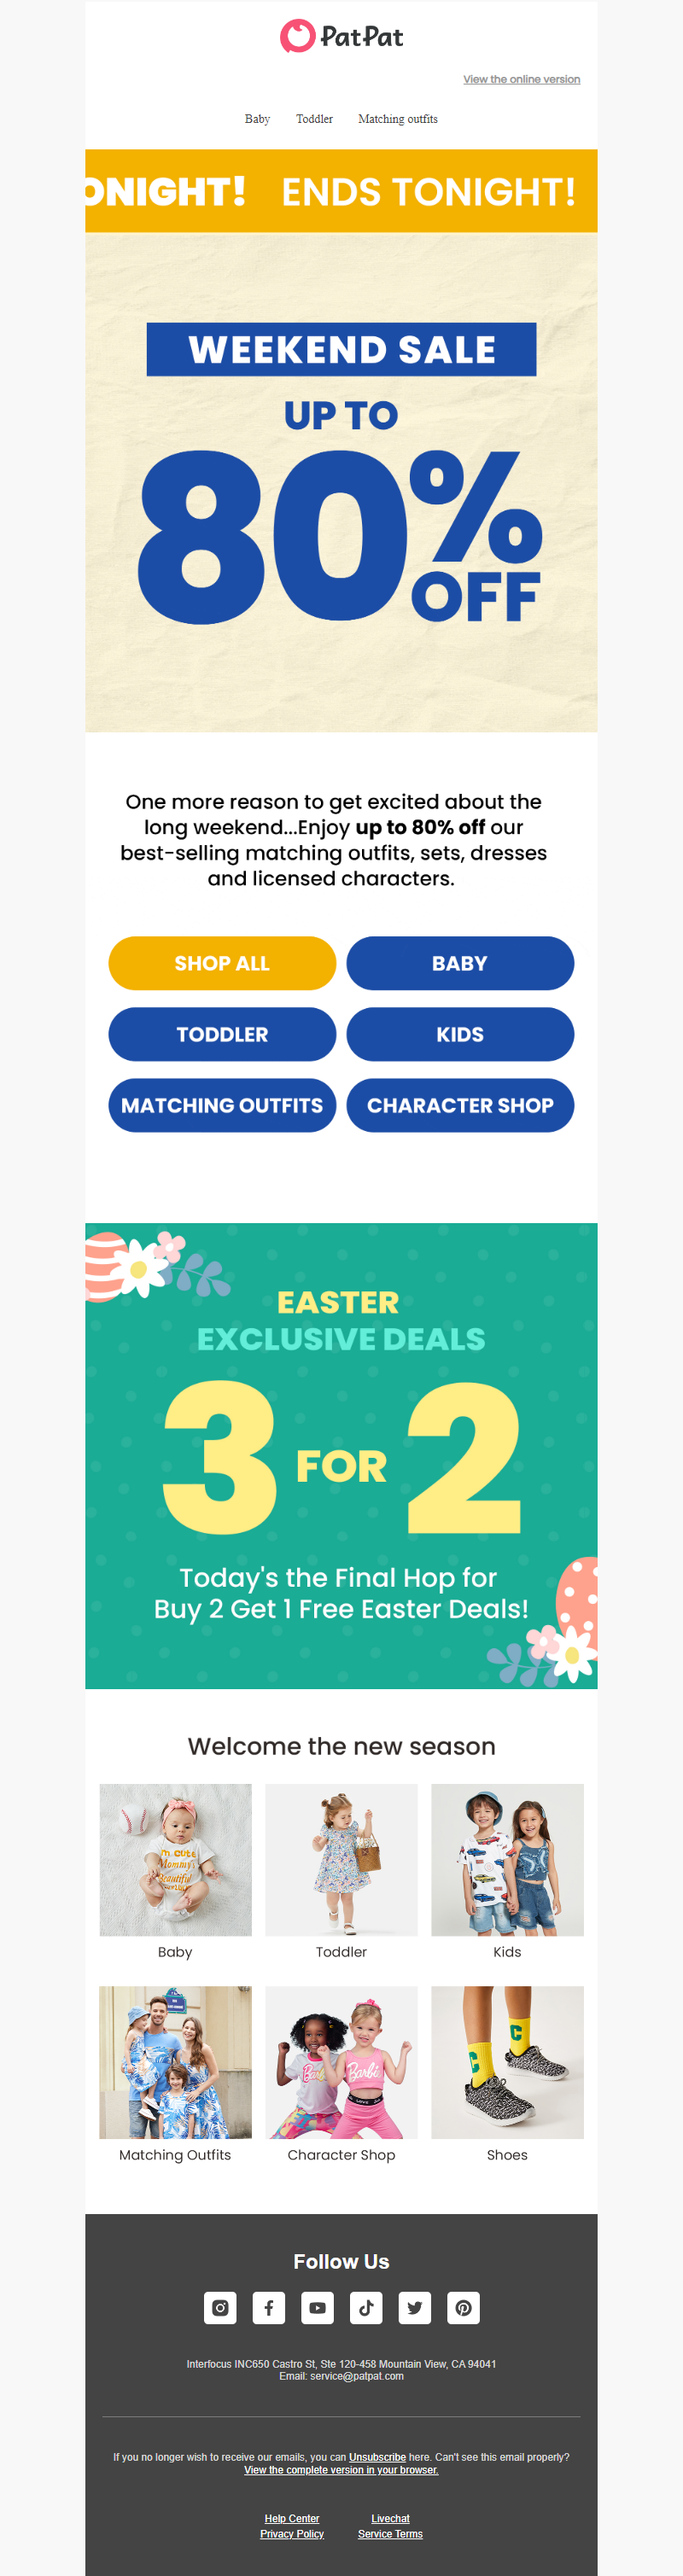 PatPat
View the online version
Baby Toddler Matching outfits
ONIGHT! ENDS TONIGHT!
WEEKEND SALE
UP TO
80%
OFF
One more reason to get excited about the
long weekend...Enjoy up to 80% off our
best-selling matching outfits, sets, dresses
and licensed characters.
SHOP ALL BABY
TODDLER KIDS
MATCHING OUTFITS CHARACTER SHOP
EASTER
EXCLUSIVE DEALS
3 FOR 2
Today's the Final Hop for
Buy 2 Get 1 Free Easter Deals!
Welcome the new season
I'm Cute
Mommy's
Beautiful
Baby Toddler Kids
Barbie
C C
Matching Outfits Character Shop Shoes
Follow Us
Interfocus INC650 Castro St, Ste 120-458 Mountain View, CA 94041
Email: service@patpat.com
If you no longer wish to receive our emails, you can Unsubscribe here. Can't see this email properly?
View the complete version in your browser.
Help Center Livechat
Privacy Policy Service Terms